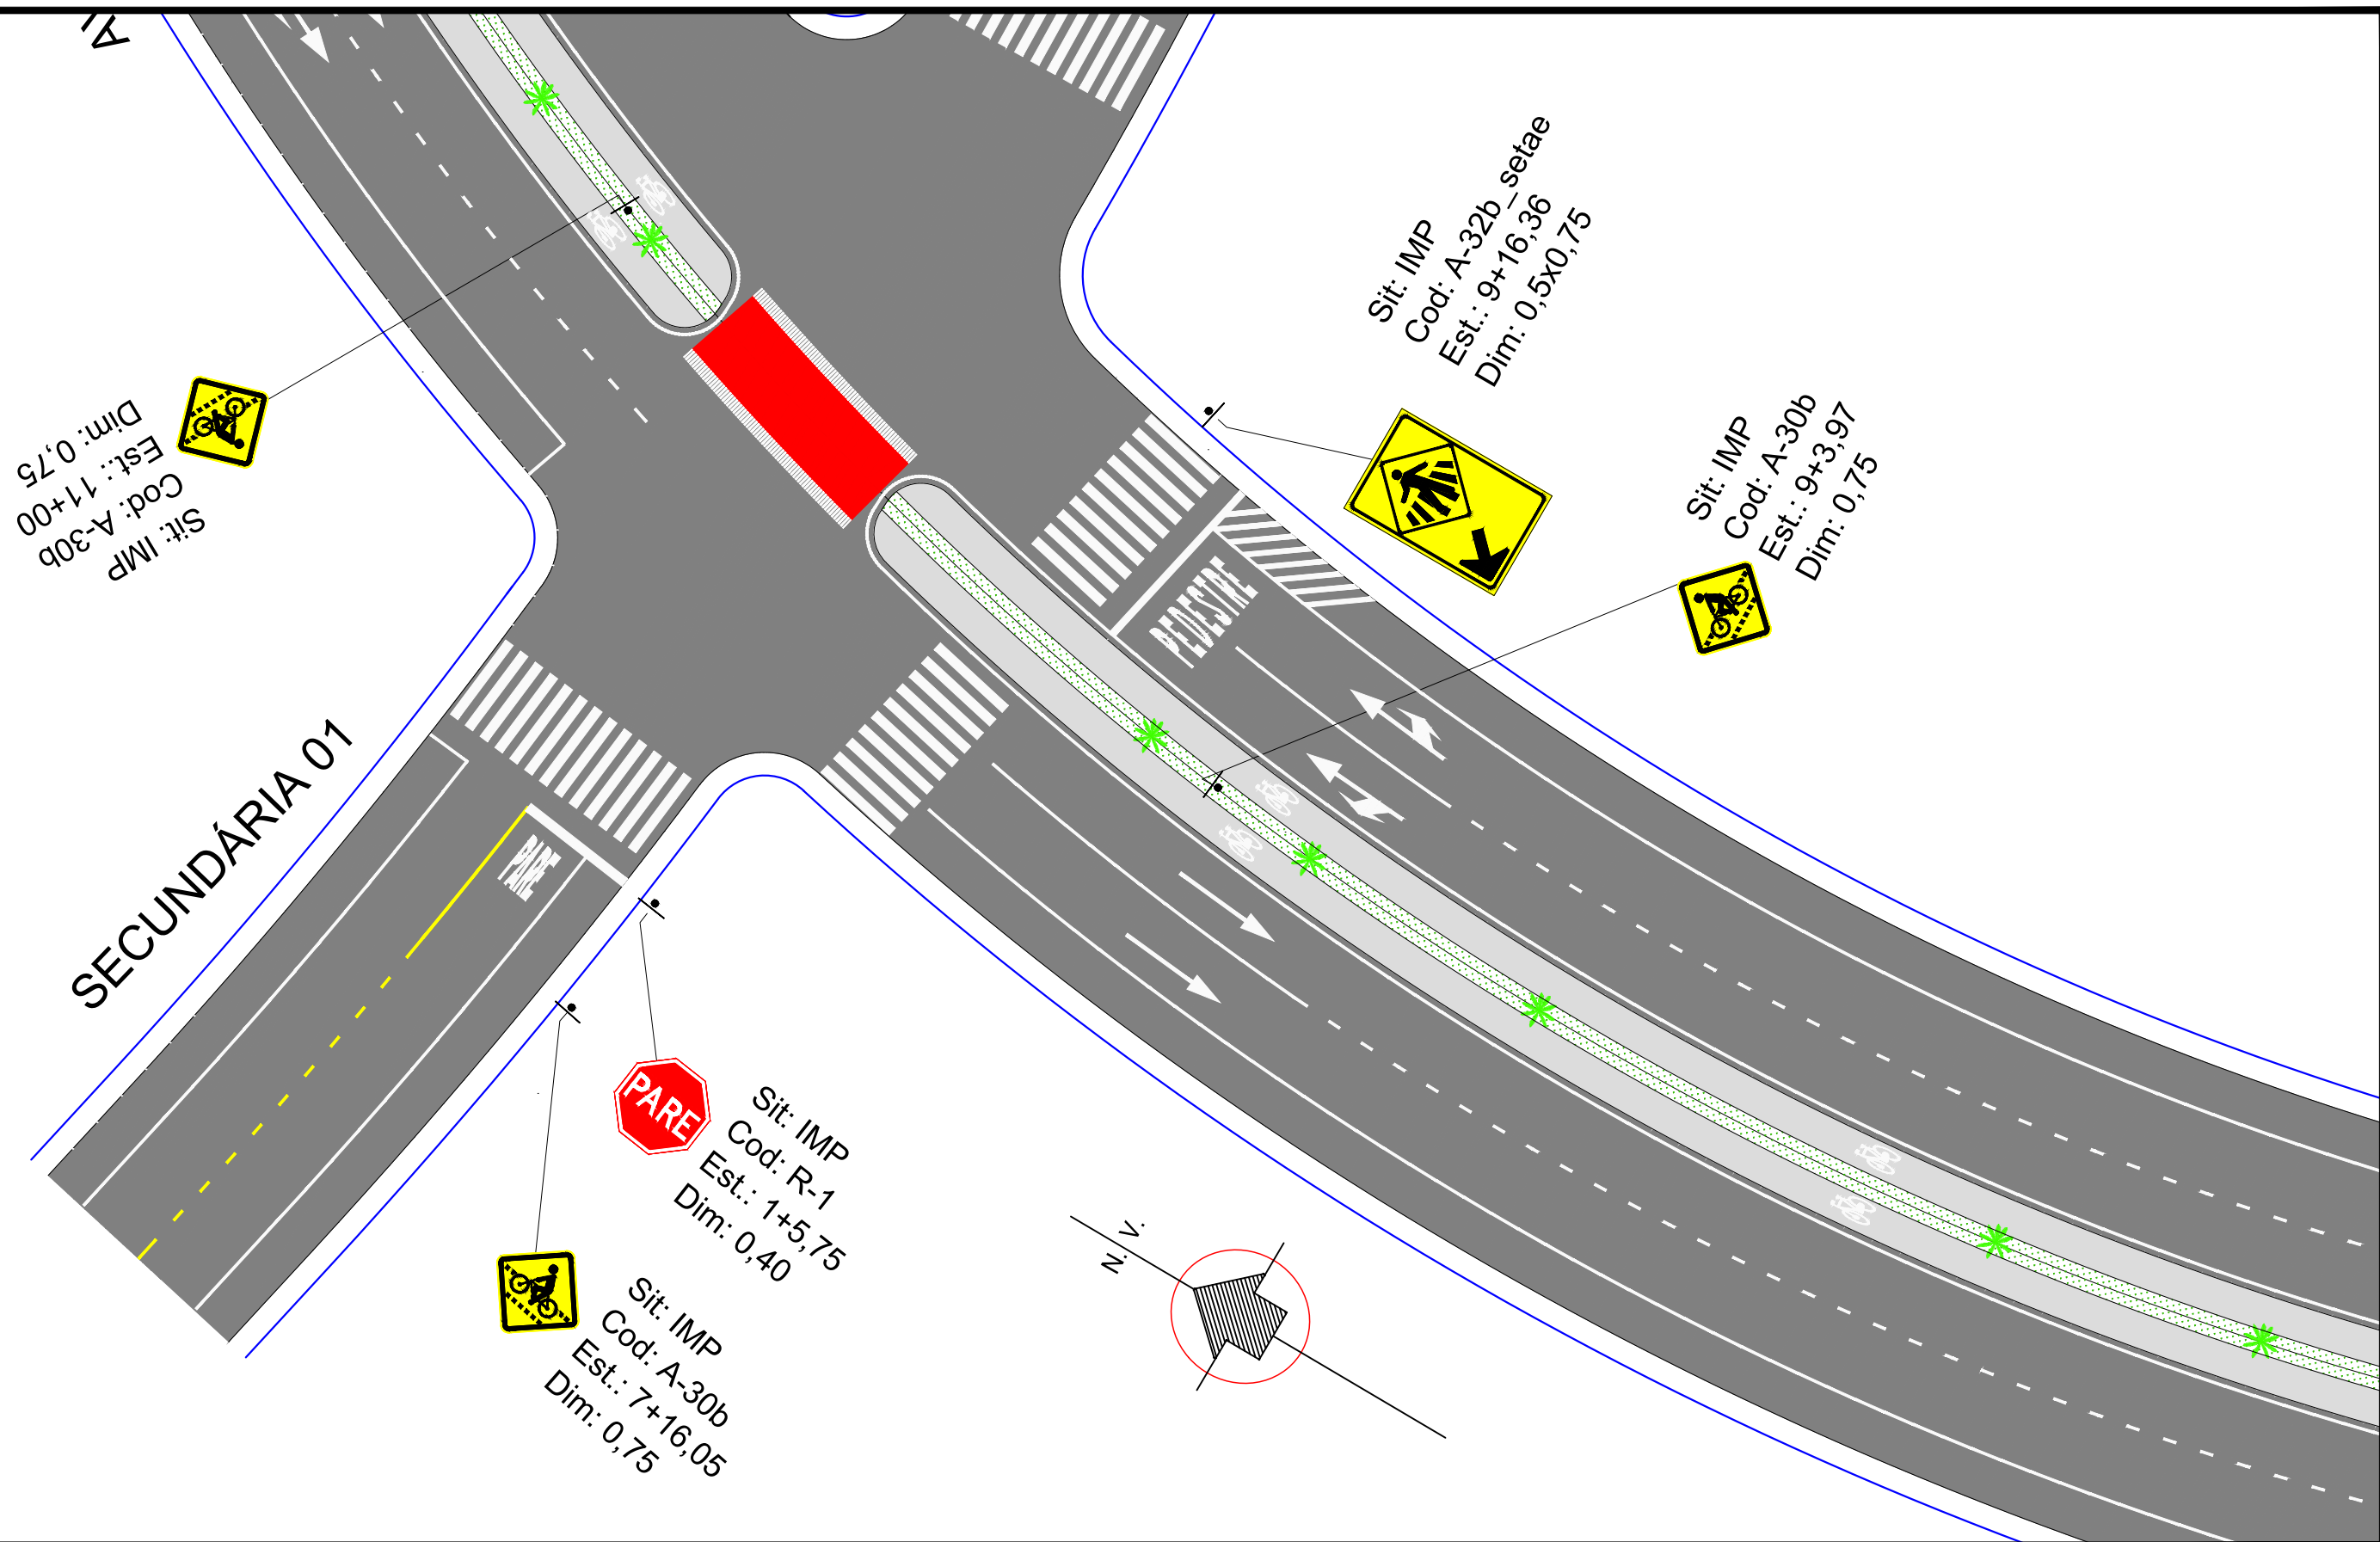 A
Sit: IMP
Cod: A-32b_setae
Est.: 9+16,36
Dim: 0,5x0,75
Sit: IMP
Cod: A-30b
Est.: 9+3,97
Dim: 0,75
Sit: IMP
Cod: A-30b
Est.: 11+00
Dim: 0,75
PEDESTRE
SECUNDÁRIA 01
PARE
PARE
Sit: IMP
Cod: R-1
Est.: 1+5,75
Dim: 0,40
Sit: IMP
Cod: A-30b
Est.: 7+16,05
Dim: 0,75
N. V.